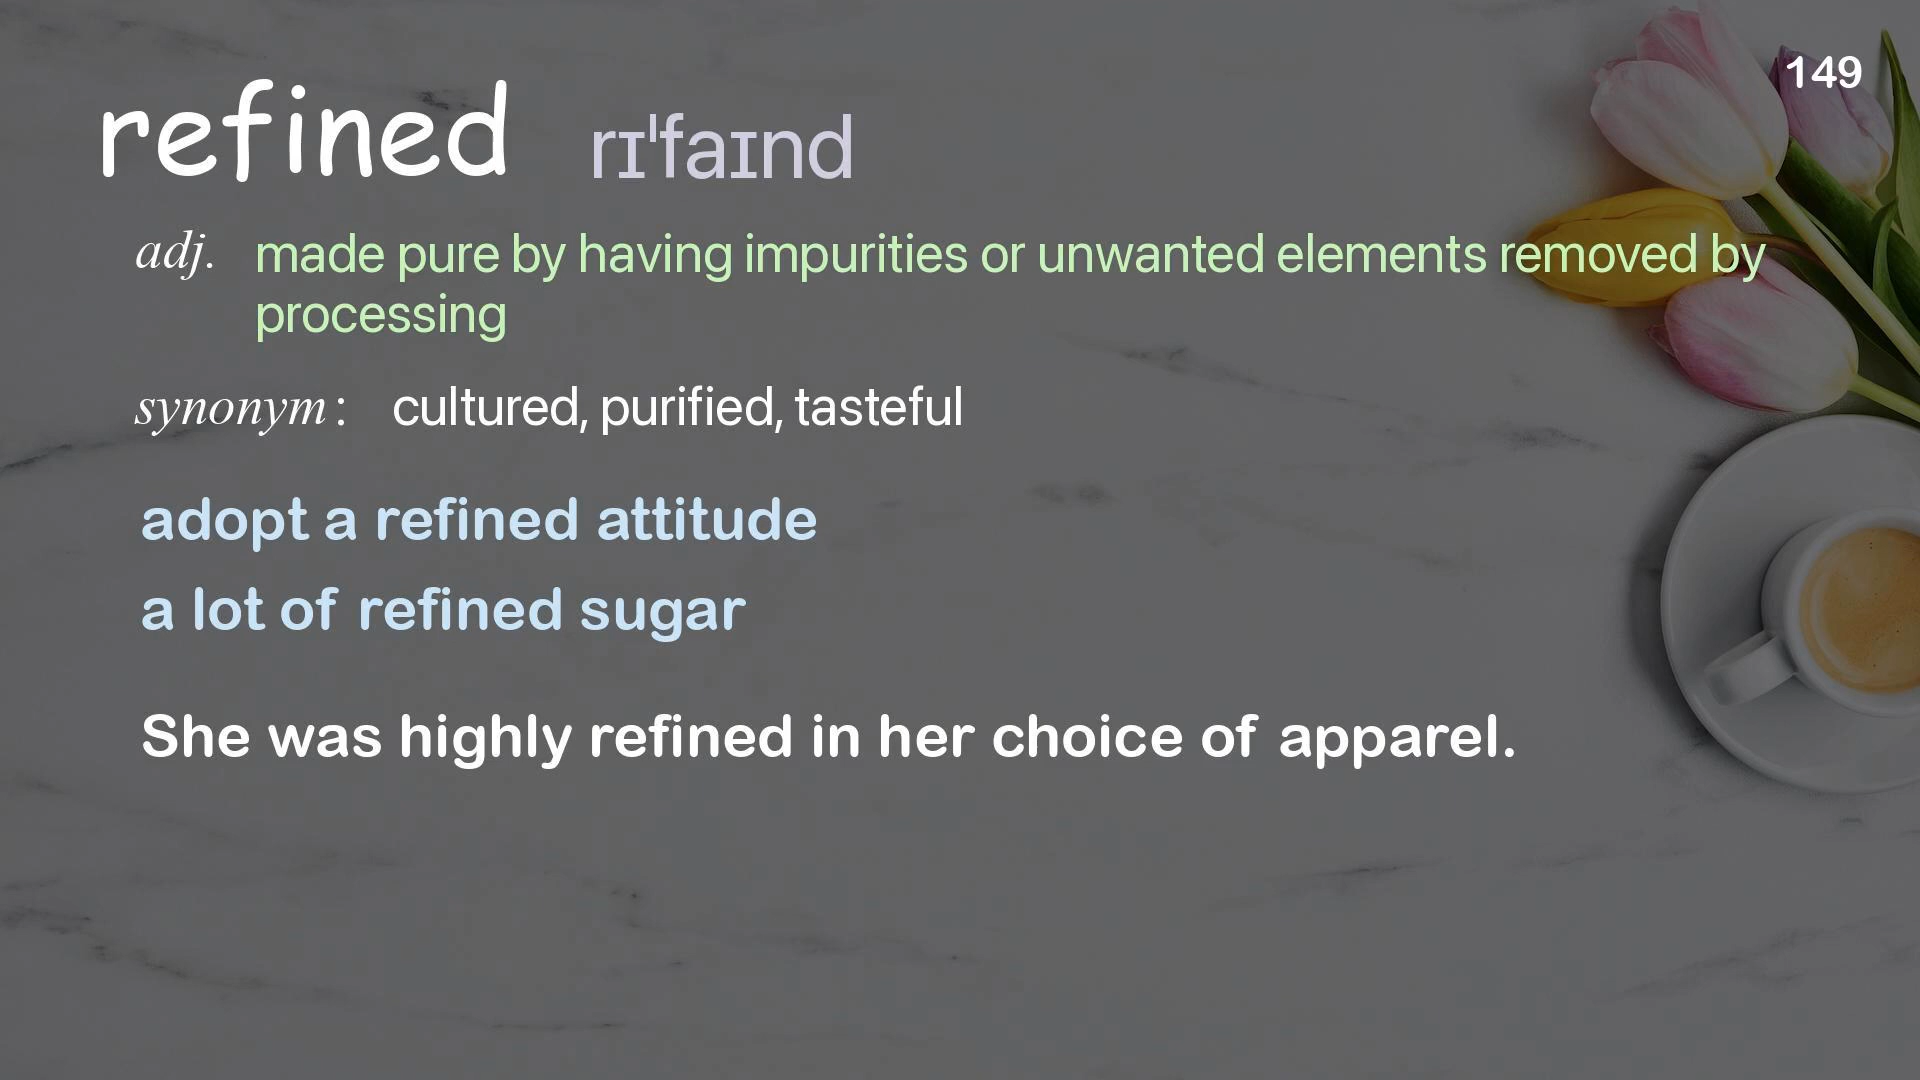 149
refined rɪˈfaɪnd
adj. made pure by having impurities or unwanted elements removed by
processing
synonym: cultured, purified, tasteful
adopt a refined attitude
a lot of refined sugar
She was highly refined in her choice of apparel.